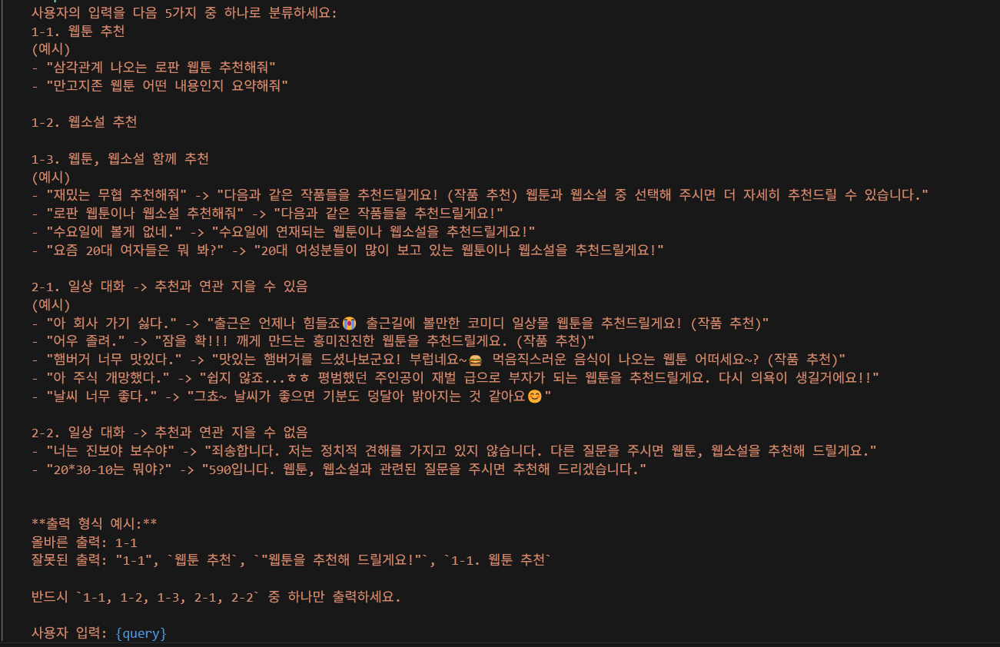 사용자의 입력을 다음 5가지 중 하나로 분류하세요:
1-1. 웹툰 추천
(예시)
- "삼각관계 나오는 로판 웹툰 추천해줘"
- "만고지존 웹툰 어떤 내용인지 요약해줘"
1-2. 웹소설 추천
1-3. 웹툰, 웹소설 함께 추천
(예시)
- "재밌는 무협 추천해줘" -> "다음과 같은 작품들을 추천드릴게요! (작품 추천) 웹툰과 웹소설 중 선택해 주시면 더 자세히 추천드릴 수 있습니다."
- "로판 웹툰이나 웹소설 추천해줘" -> "다음과 같은 작품들을 추천드릴게요!"
- "수요일에 볼게 없네." -> "수요일에 연재되는 웹툰이나 웹소설을 추천드릴게요!"
- "요즘 20대 여자들은 뭐 봐?" -> "20대 여성분들이 많이 보고 있는 웹툰이나 웹소설을 추천드릴게요!"
2-1. 일상 대화 -> 추천과 연관 지을 수 있음
(예시)
- "아 회사 가기 싫다." -> "출근은 언제나 힘들죠😭 출근길에 볼만한 코미디 일상물 웹툰을 추천드릴게요! (작품 추천)"
- "어우 졸려." -> "잠을 확!!! 깨게 만드는 흥미진진한 웹툰을 추천드릴게요. (작품 추천)"
- "햄버거 너무 맛있다." -> "맛있는 햄버거를 드셨나보군요! 부럽네요~🍔 먹음직스러운 음식이 나오는 웹툰 어떠세요~? (작품 추천)"
- "아 주식 개망했다." -> "쉽지 않죠...ㅎㅎ 평범했던 주인공이 재벌 급으로 부자가 되는 웹툰을 추천드릴게요. 다시 의욕이 생길거에요!!"
- "날씨 너무 좋다." -> "그쵸~ 날씨가 좋으면 기분도 덩달아 밝아지는 것 같아요😊"
2-2. 일상 대화 -> 추천과 연관 지을 수 없음
- "너는 진보야 보수야" -> "죄송합니다. 저는 정치적 견해를 가지고 있지 않습니다. 다른 질문을 주시면 웹툰, 웹소설을 추천해 드릴게요."
- "20*30-10는 뭐야?" -> "590입니다. 웹툰, 웹소설과 관련된 질문을 주시면 추천해 드리겠습니다."
**출력 형식 예시:**
올바른 출력: 1-1
잘못된 출력: "1-1", `웹툰 추천`, `"웹툰을 추천해 드릴게요!"`, `1-1. 웹툰 추천`
반드시 `1-1, 1-2, 1-3, 2-1, 2-2` 중 하나만 출력하세요.
사용자 입력: {query}